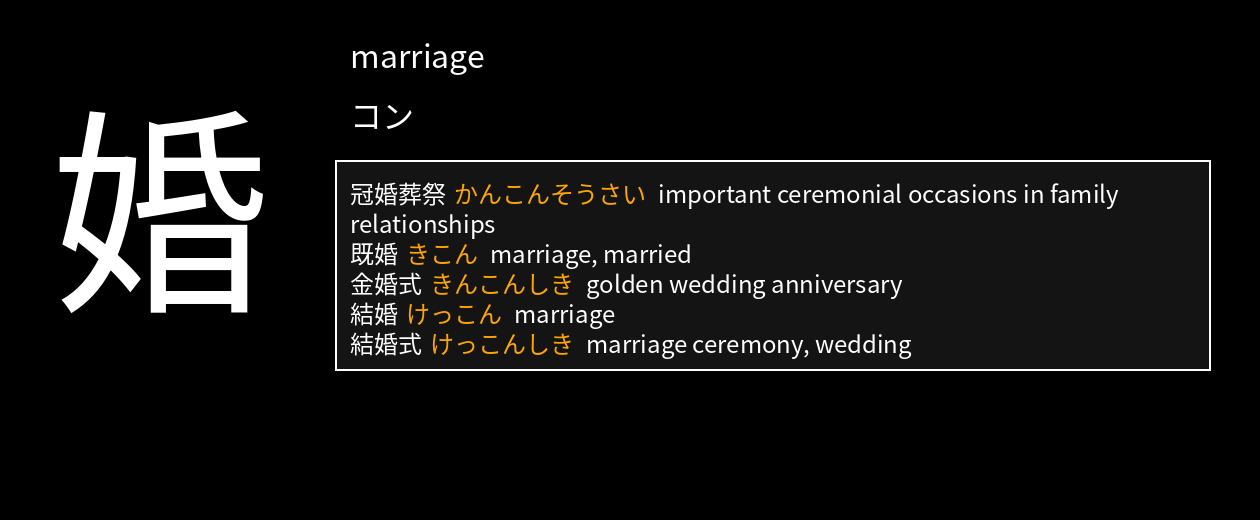 婚
marriage
コン
冠婚葬祭 かんこんそうさい important ceremonial occasions in family
relationships
既婚 きこん marriage, married
金婚式 きんこんしき golden wedding anniversary
結婚 けっこん marriage
結婚式 けっこんしき marriage ceremony, wedding